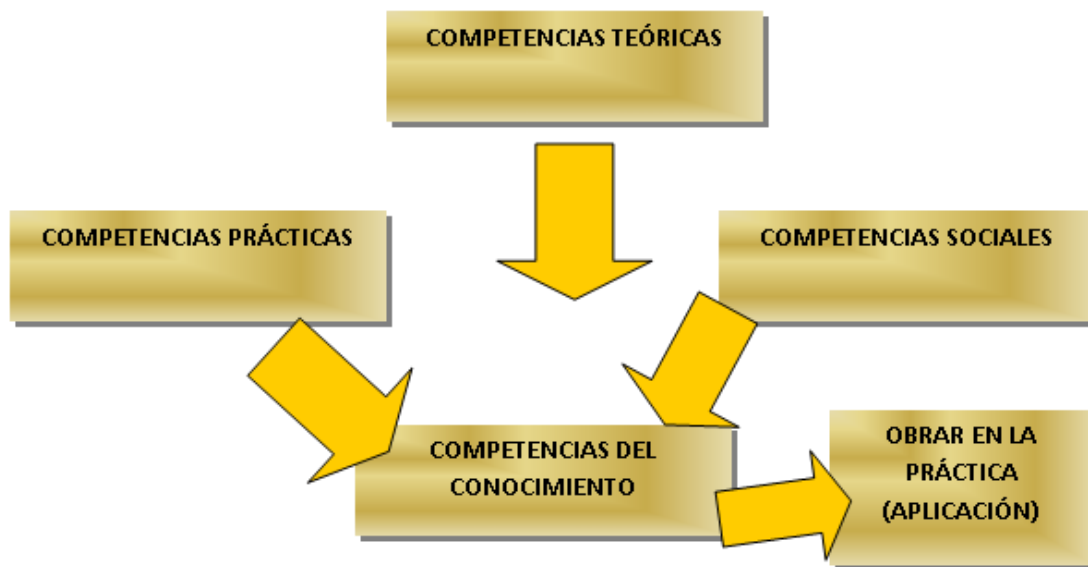 COMPETENCIAS TEÓRICAS
COMPETENCIAS PRÁCTICAS
COMPETENCIAS SOCIALES
COMPETENCIAS DEL
CONOCIMIENTO
OBRAR EN LA
PRÁCTICA
(APLICACIÓN)